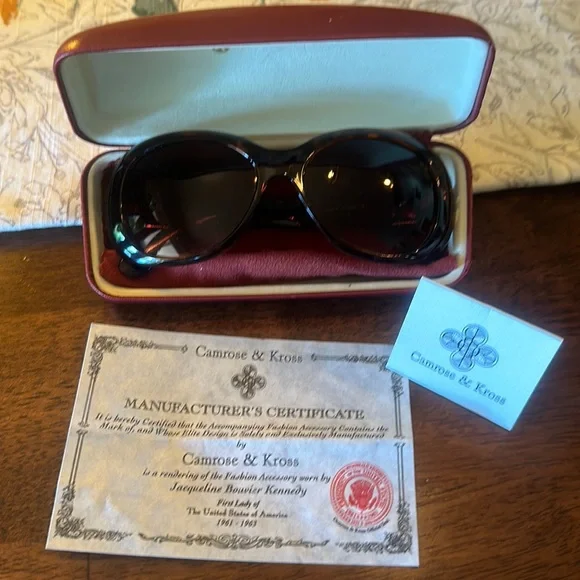 Camrose & Kross
MANUFACTURER'S CERTIFICATE
It is hereby Certified that the Accompanying Fashion Accessory Contains the
Mark of, and Whose Elite Design is Solely and Exclusively Manufactured
by
Camrose & Kross
is a rendering of the Fashion Accessory worn by
Jacqueline Bouvier Kennedy
First Lady of
The United States of America
1961 - 1963
Camrose & Kross